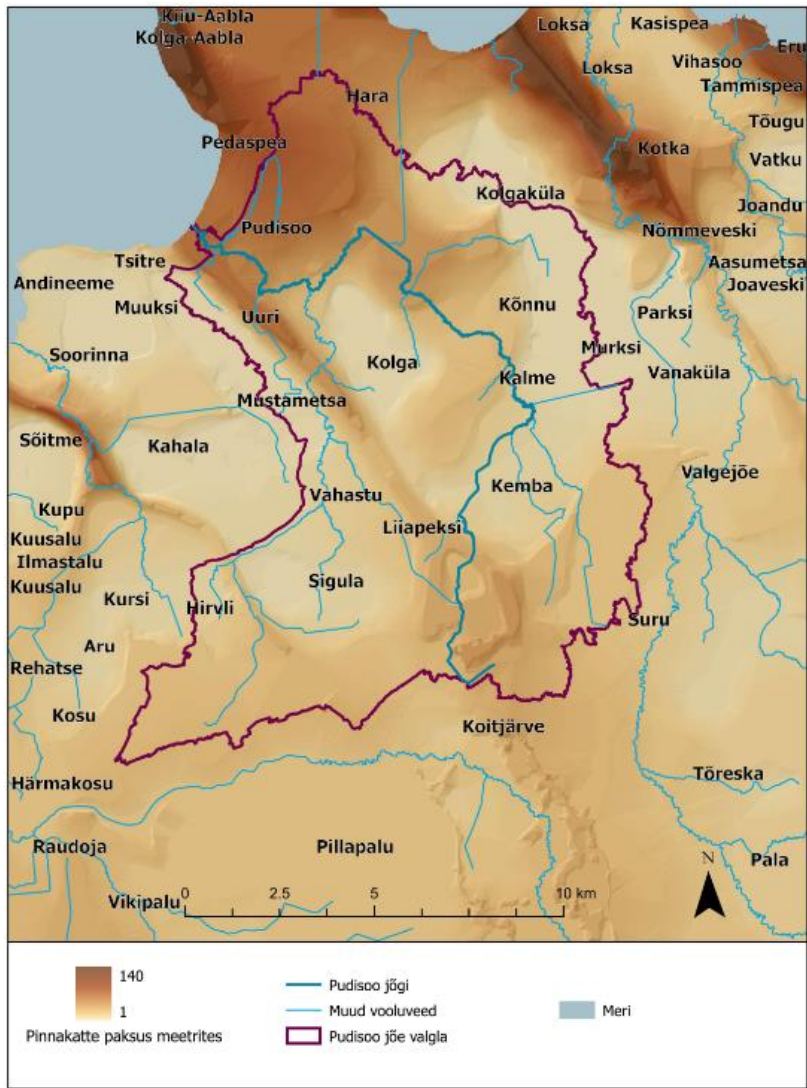 Kiiu-Aabla
Kolga-Aabla
Loksa
Kasispea
Eru
Loksa
Vihasoo
Tammispea
Hara
Tõugu
Pedaspea
Kotka
Vatku
Kolgaküla
Joandu
Pudisoo
Nõmmeveski
Tsitre
Aasumetsa
Andineeme
Joaveski
Muuksi
Uuri
Kõnnu
Parksi
Soorinna
Kolga
Murksi
Kalme
Vanaküla
Mustametsa
Sõitme
Kahala
Valgejõe
Vahastu
Kemba
Kupu
Liiapeksi
Kuusalu
Ilmastalu
Kuusalu
Sigula
Kursi
Hirvli
Suru
Aru
Rehatse
Kosu
Koitjärve
Härmakosu
Tõreska
Raudoja
Pillapalu
Pala
N
Vikipalu
0 2.5 5 10 km
140
1
Pinnakatte paksus meetrites
Pudisoo jõgi
Muud vooluveed
Pudisoo jõe valgla
Meri